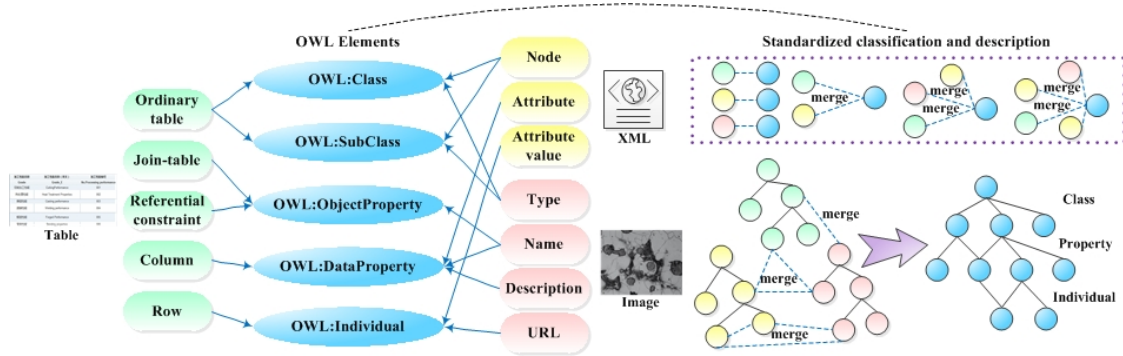 OWL Elements
Standardized classification and description
OWL:Class
OWL:SubClass
OWL:ObjectProperty
OWL:DataProperty
OWL:Individual
Ordinary
table
Join-table
Referential
constraint
Column
Row
Table
Node
Attribute
Attribute
value
Type
Name
Description
URL
XML
Image
merge
merge
merge
merge
merge
merge
merge
merge
merge
Class
Property
Individual